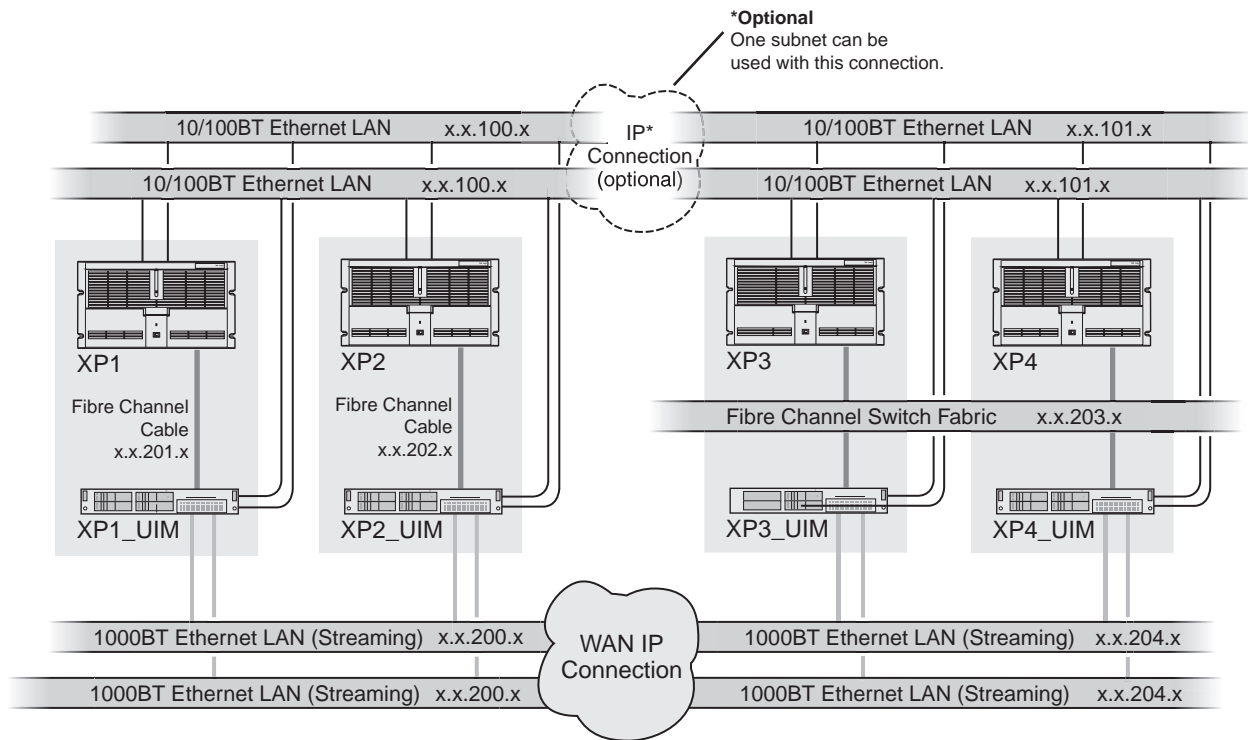 *Optional
One subnet can be
used with this connection.
10/100BT Ethernet LAN x.x.100.x
IP*
Connection
(optional)
10/100BT Ethernet LAN x.x.101.x
10/100BT Ethernet LAN x.x.100.x
10/100BT Ethernet LAN x.x.101.x
XP1
XP2
XP3
XP4
Fibre Channel
Cable
x.x.201.x
Fibre Channel
Cable
x.x.202.x
Fibre Channel Switch Fabric x.x.203.x
XP1_UIM
XP2_UIM
XP3_UIM
XP4_UIM
1000BT Ethernet LAN (Streaming) x.x.200.x
WAN IP
Connection
1000BT Ethernet LAN (Streaming) x.x.204.x
1000BT Ethernet LAN (Streaming) x.x.200.x
1000BT Ethernet LAN (Streaming) x.x.204.x